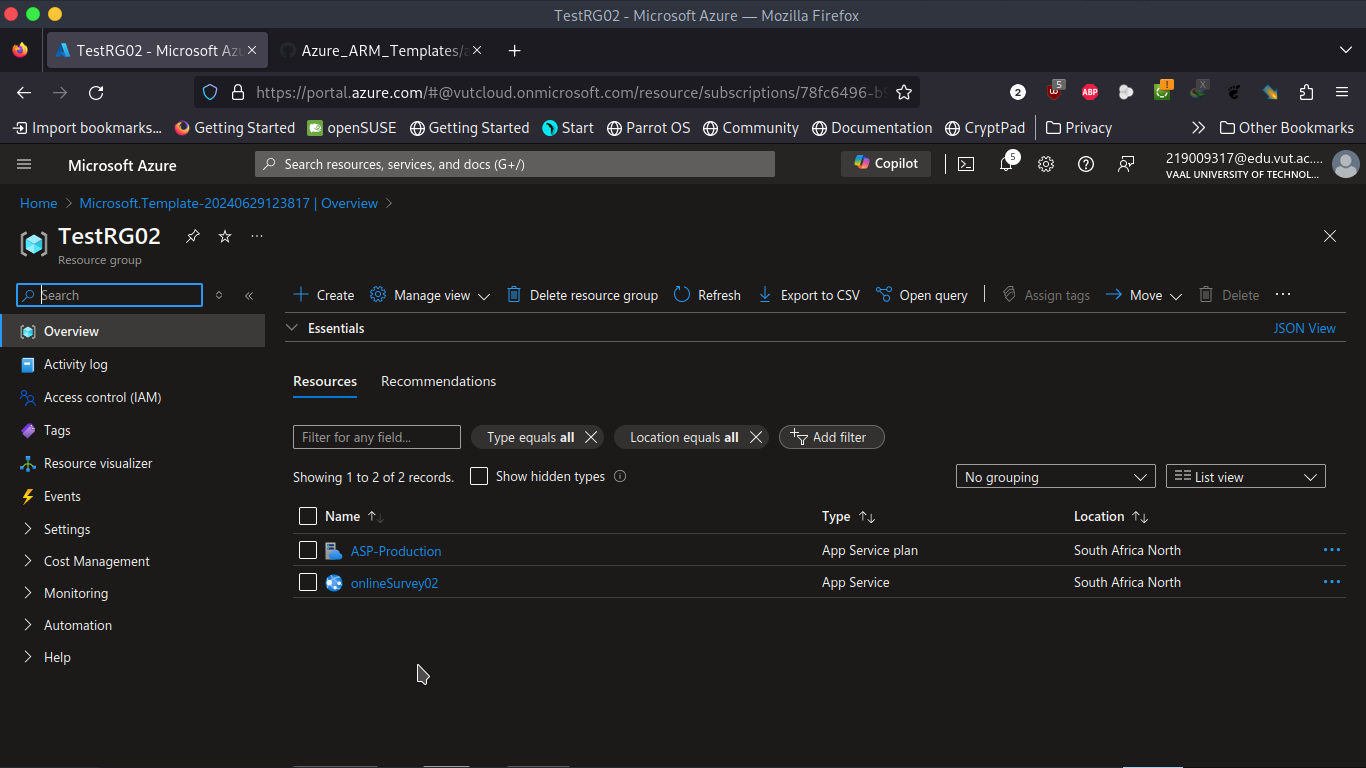 TestRG02 - Microsoft Azure — Mozilla Firefox
TestRG02 - Microsoft Az
Azure_ARM_Templates/
https://portal.azure.com/#@vutcloud.onmicrosoft.com/resource/subscriptions/78fc6496-b
2
5
ABP
!
X
Import bookmarks...
Getting Started
openSUSE
Getting Started
Start
Parrot OS
Community
Documentation
CryptPad
Privacy
Other Bookmarks
Microsoft Azure
Search resources, services, and docs (G+/)
Copilot
5
219009317@edu.vut.ac....
VAAL UNIVERSITY OF TECHNOL...
Home > Microsoft.Template-20240629123817 | Overview >
TestRG02
Resource group
Search
Create
Manage view
Delete resource group
Refresh
Export to CSV
Open query
Assign tags
Move
Delete
Overview
Activity log
Access control (IAM)
Tags
Resource visualizer
Events
Settings
Cost Management
Monitoring
Automation
Help
Essentials
JSON View
Resources
Recommendations
Filter for any field...
Type equals all
Location equals all
Add filter
Showing 1 to 2 of 2 records.
Show hidden types
No grouping
List view
Name
Type
Location
ASP-Production
App Service plan
South Africa North
onlineSurvey02
App Service
South Africa North